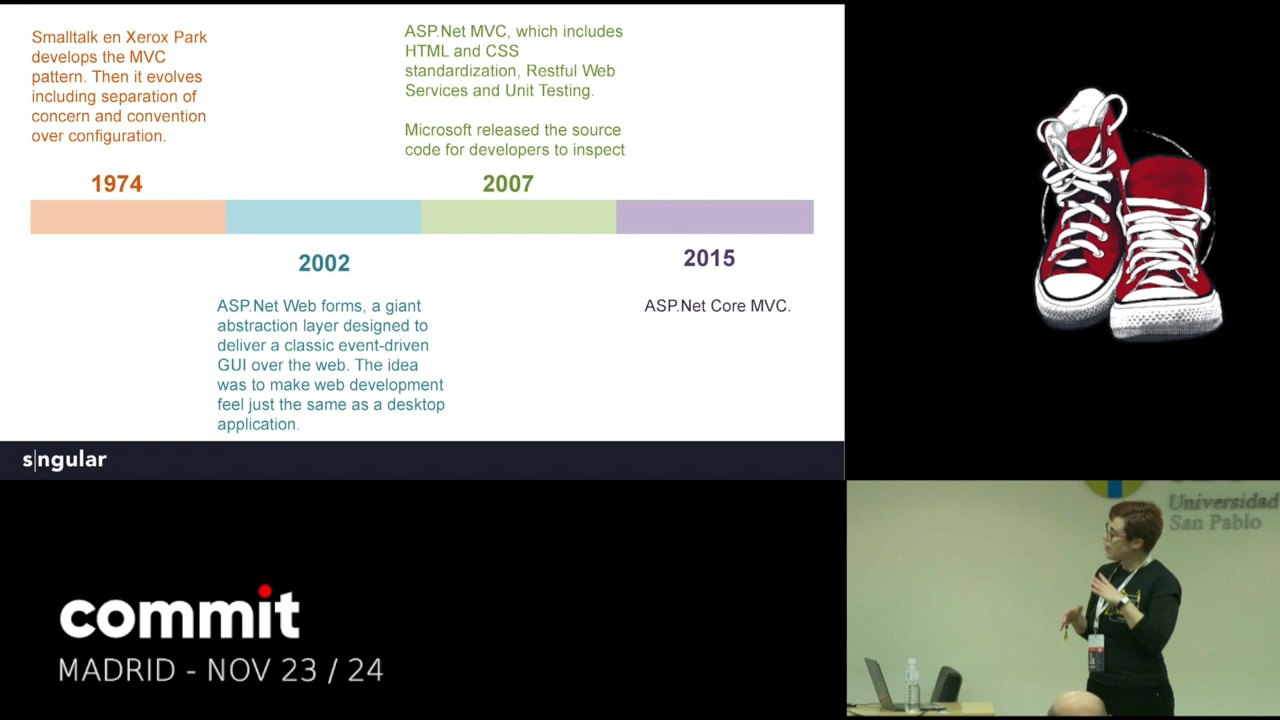 Smalltalk en Xerox Park
develops the MVC
pattern. Then it evolves
including separation of
concern and convention
over configuration.
1974
ASP.Net MVC, which includes
HTML and CSS
standardization, Restful Web
Services and Unit Testing.
Microsoft released the source
code for developers to inspect
2007
2002
ASP.Net Web forms, a giant
abstraction layer designed to
deliver a classic event-driven
GUI over the web. The idea
was to make web development
feel just the same as a desktop
application.
2015
ASP.Net Core MVC.
s|ngular
commit
MADRID - NOV 23 / 24
Universidad
San Pablo